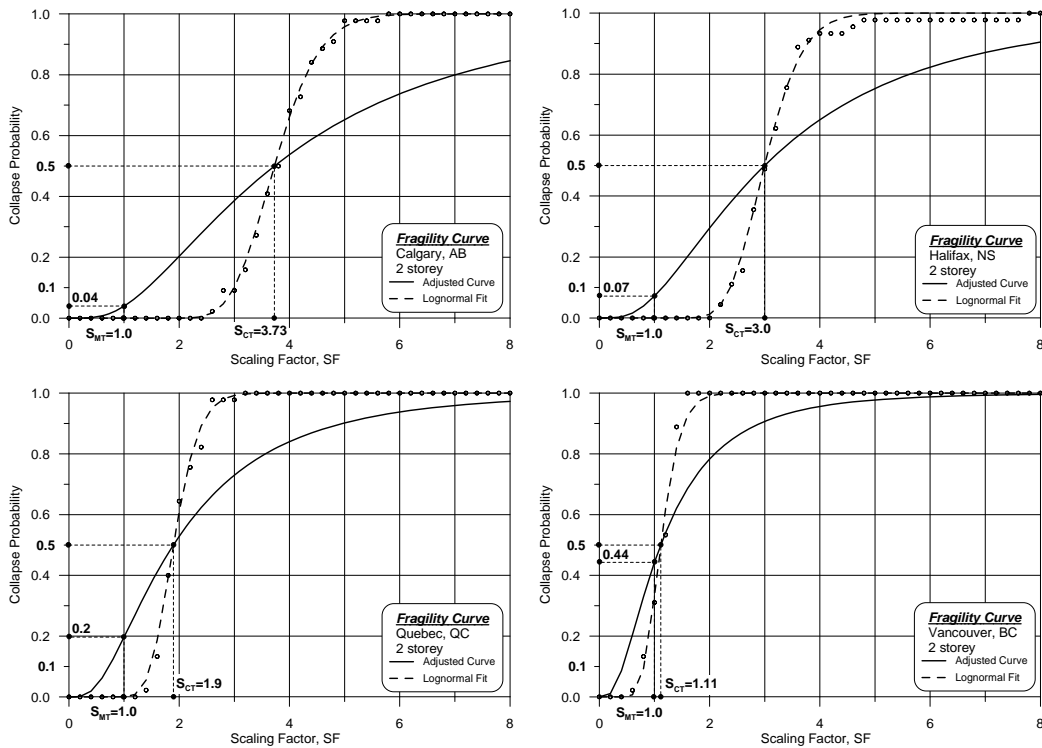 1.0
0.8
0.6
0.5
0.4
0.2
0.1
0.0
Collapse Probability
0.04
S_MT=1.0
S_CT=3.73
0 2 4 6 8
Scaling Factor, SF
Fragility Curve
Calgary, AB
2 storey
Adjusted Curve
Lognormal Fit
1.0
0.8
0.6
0.5
0.4
0.2
0.1
0.0
Collapse Probability
0.07
S_MT=1.0
S_CT=3.0
0 2 4 6 8
Scaling Factor, SF
Fragility Curve
Halifax, NS
2 storey
Adjusted Curve
Lognormal Fit
1.0
0.8
0.6
0.5
0.4
0.2
0.1
0.0
Collapse Probability
0.2
S_CT=1.9
S_MT=1.0
0 2 4 6 8
Scaling Factor, SF
Fragility Curve
Quebec, QC
2 storey
Adjusted Curve
Lognormal Fit
1.0
0.8
0.6
0.5
0.4
0.2
0.1
0.0
Collapse Probability
0.44
S_CT=1.11
S_MT=1.0
0 2 4 6 8
Scaling Factor, SF
Fragility Curve
Vancouver, BC
2 storey
Adjusted Curve
Lognormal Fit